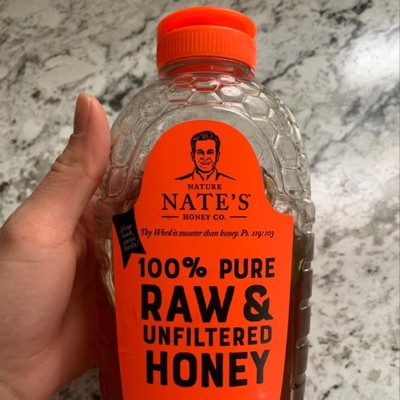 NATURE
NATE'S
HONEY CO.
Thy Word is sweeter than honey. Ps. 119:103
100% PURE
RAW &
UNFILTERED
HONEY